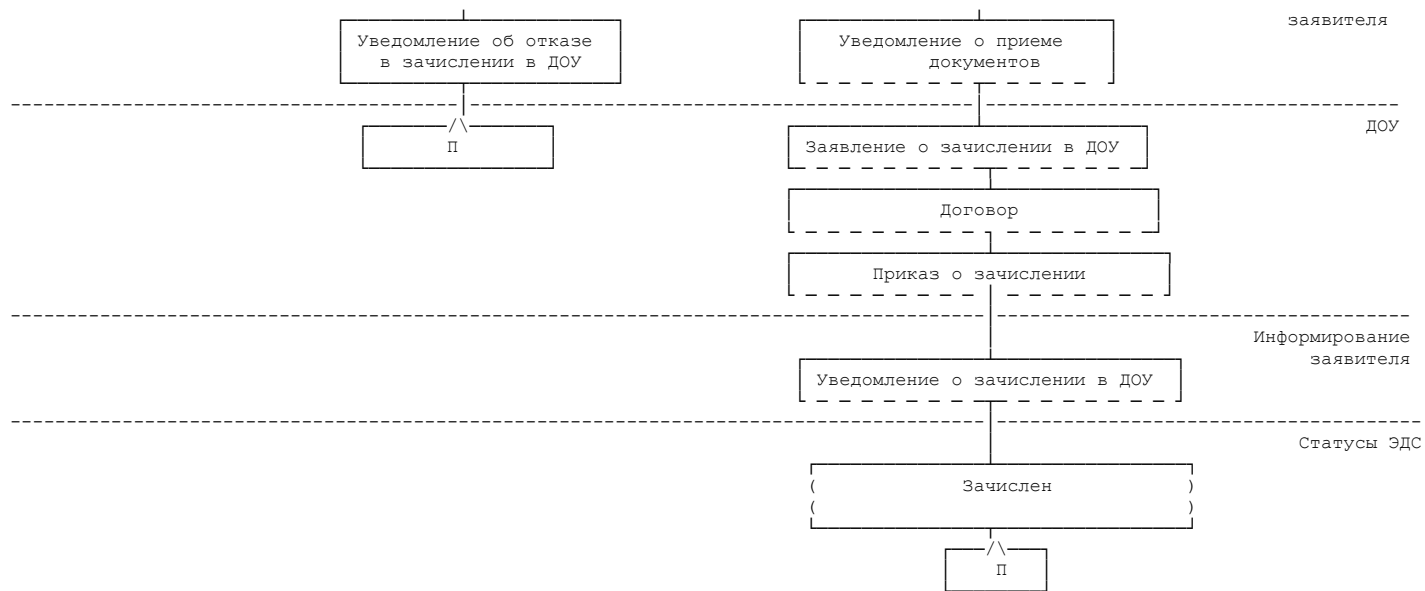 заявителя
Уведомление об отказе
в зачислении в ДОУ
Уведомление о приеме
документов
ДОУ
П
Заявление о зачислении в ДОУ
Договор
Приказ о зачислении
Информирование
заявителя
Уведомление о зачислении в ДОУ
Статусы ЭДС
Зачислен
П